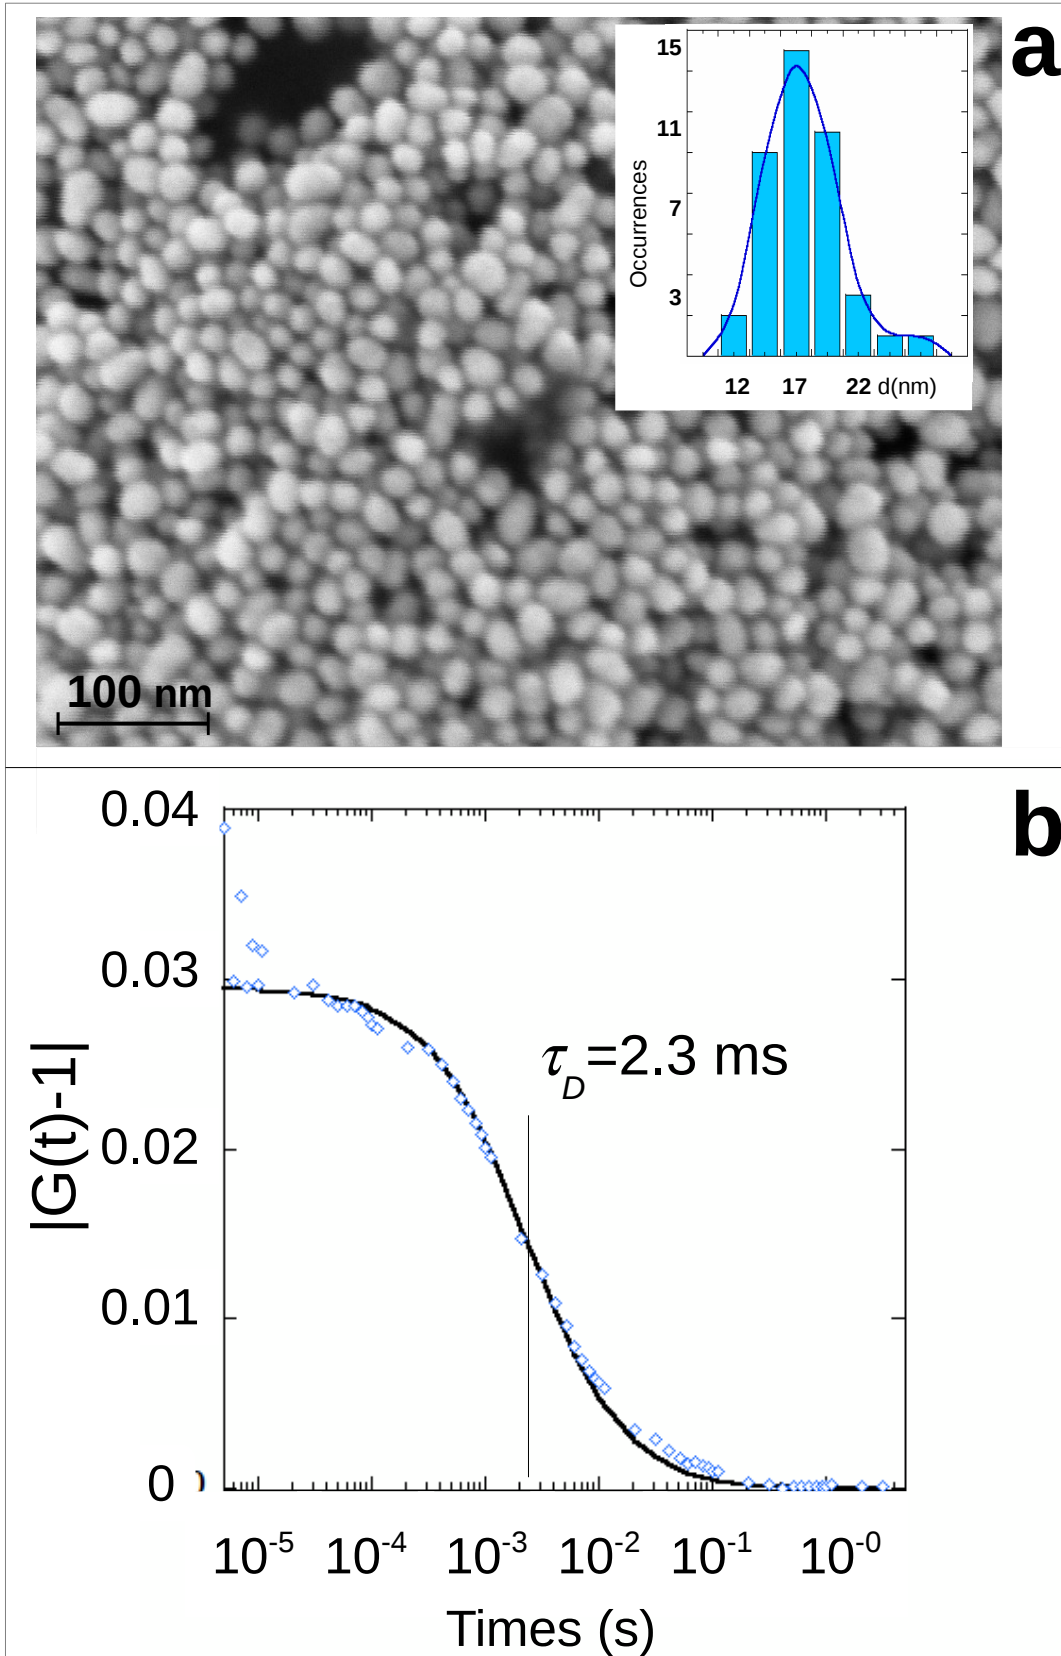 a
15
11
7
3
Occurrences
12 17 22 d(nm)
100 nm
b
0.04
0.03
0.02
0.01
0 )
|G(t)-1|
τD=2.3 ms
10-5 10-4 10-3 10-2 10-1 10-0
Times (s)